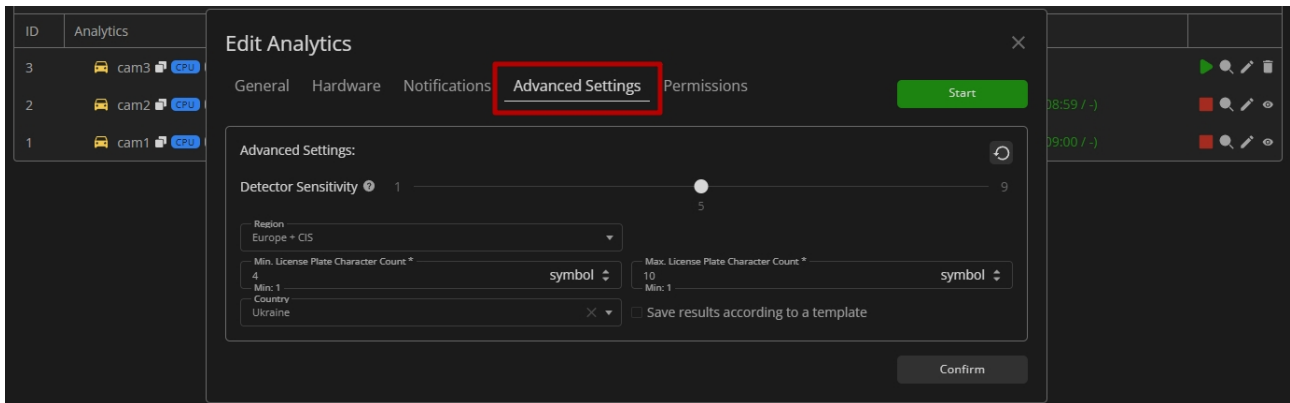 ID Analytics
Edit Analytics
3 cam3 CPU
General Hardware Notifications Advanced Settings Permissions
Start
2 cam2 CPU
08:59 / -)
1 cam1 CPU
09:00 / -)
Advanced Settings:
Detector Sensitivity 1 9
5
Region
Europe + CIS
Min. License Plate Character Count *
4 symbol
Min: 1
Max. License Plate Character Count *
10 symbol
Min: 1
Country
Ukraine
Save results according to a template
Confirm